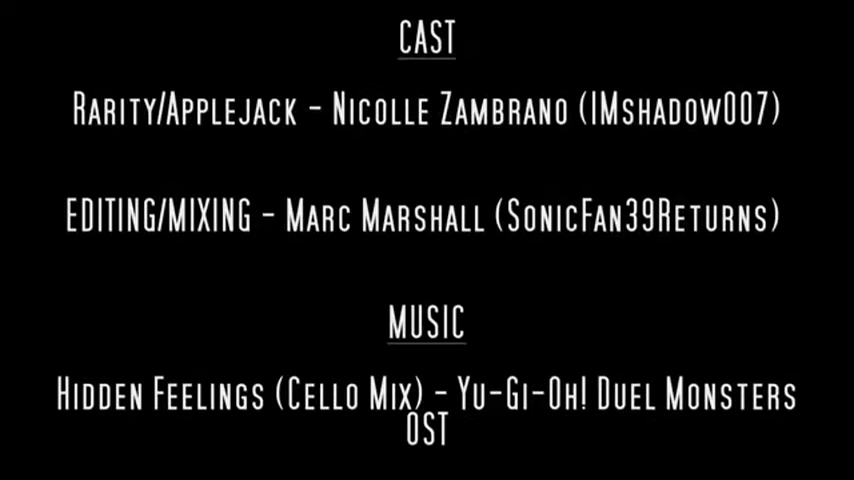 CAST
Rarity/Applejack - Nicolle Zambrano (IMshadow007)
EDITING/MIXING - Marc Marshall (SonicFan39Returns)
MUSIC
Hidden Feelings (Cello Mix) - Yu-Gi-Oh! Duel Monsters
OST